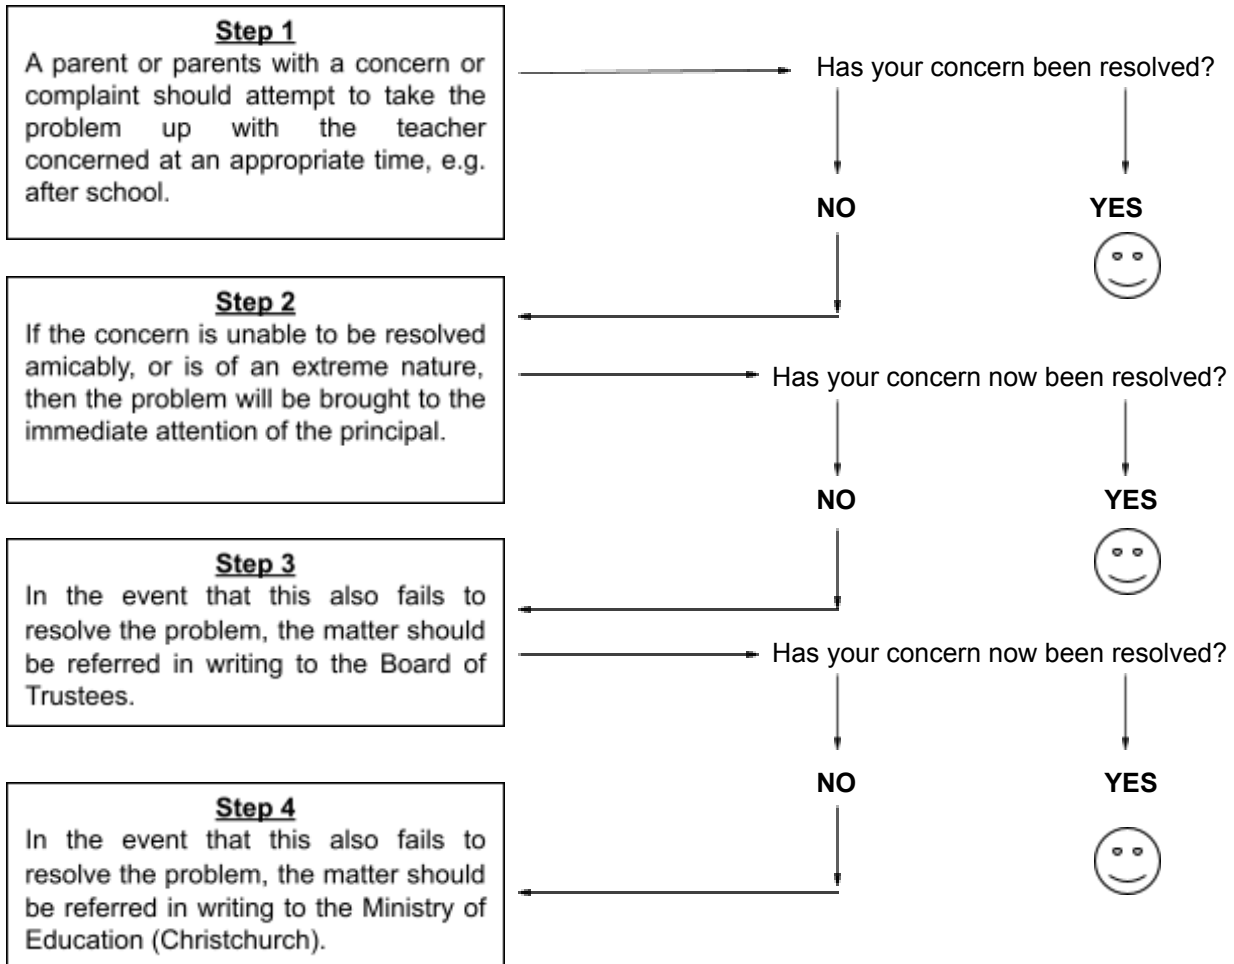 Step 1
A parent or parents with a concern or
complaint should attempt to take the
problem up with the teacher
concerned at an appropriate time, e.g.
after school.
Has your concern been resolved?
NO
YES
Step 2
If the concern is unable to be resolved
amicably, or is of an extreme nature,
then the problem will be brought to the
immediate attention of the principal.
Has your concern now been resolved?
NO
YES
Step 3
In the event that this also fails to
resolve the problem, the matter should
be referred in writing to the Board of
Trustees.
Has your concern now been resolved?
NO
YES
Step 4
In the event that this also fails to
resolve the problem, the matter should
be referred in writing to the Ministry of
Education (Christchurch).